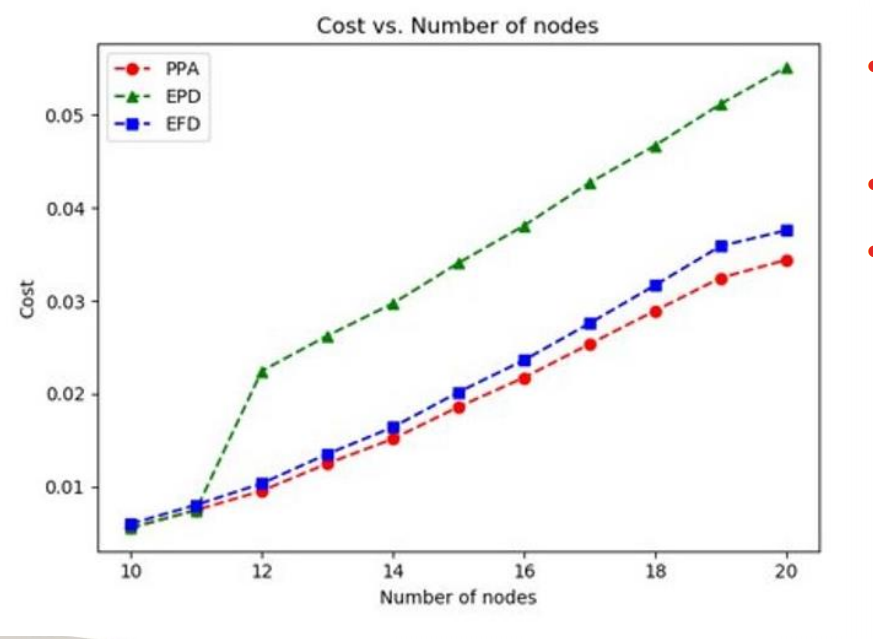 Cost vs. Number of nodes
PPA
EPD
EFD
0.05
0.04
0.03
0.02
0.01
Cost
10 12 14 16 18 20
Number of nodes